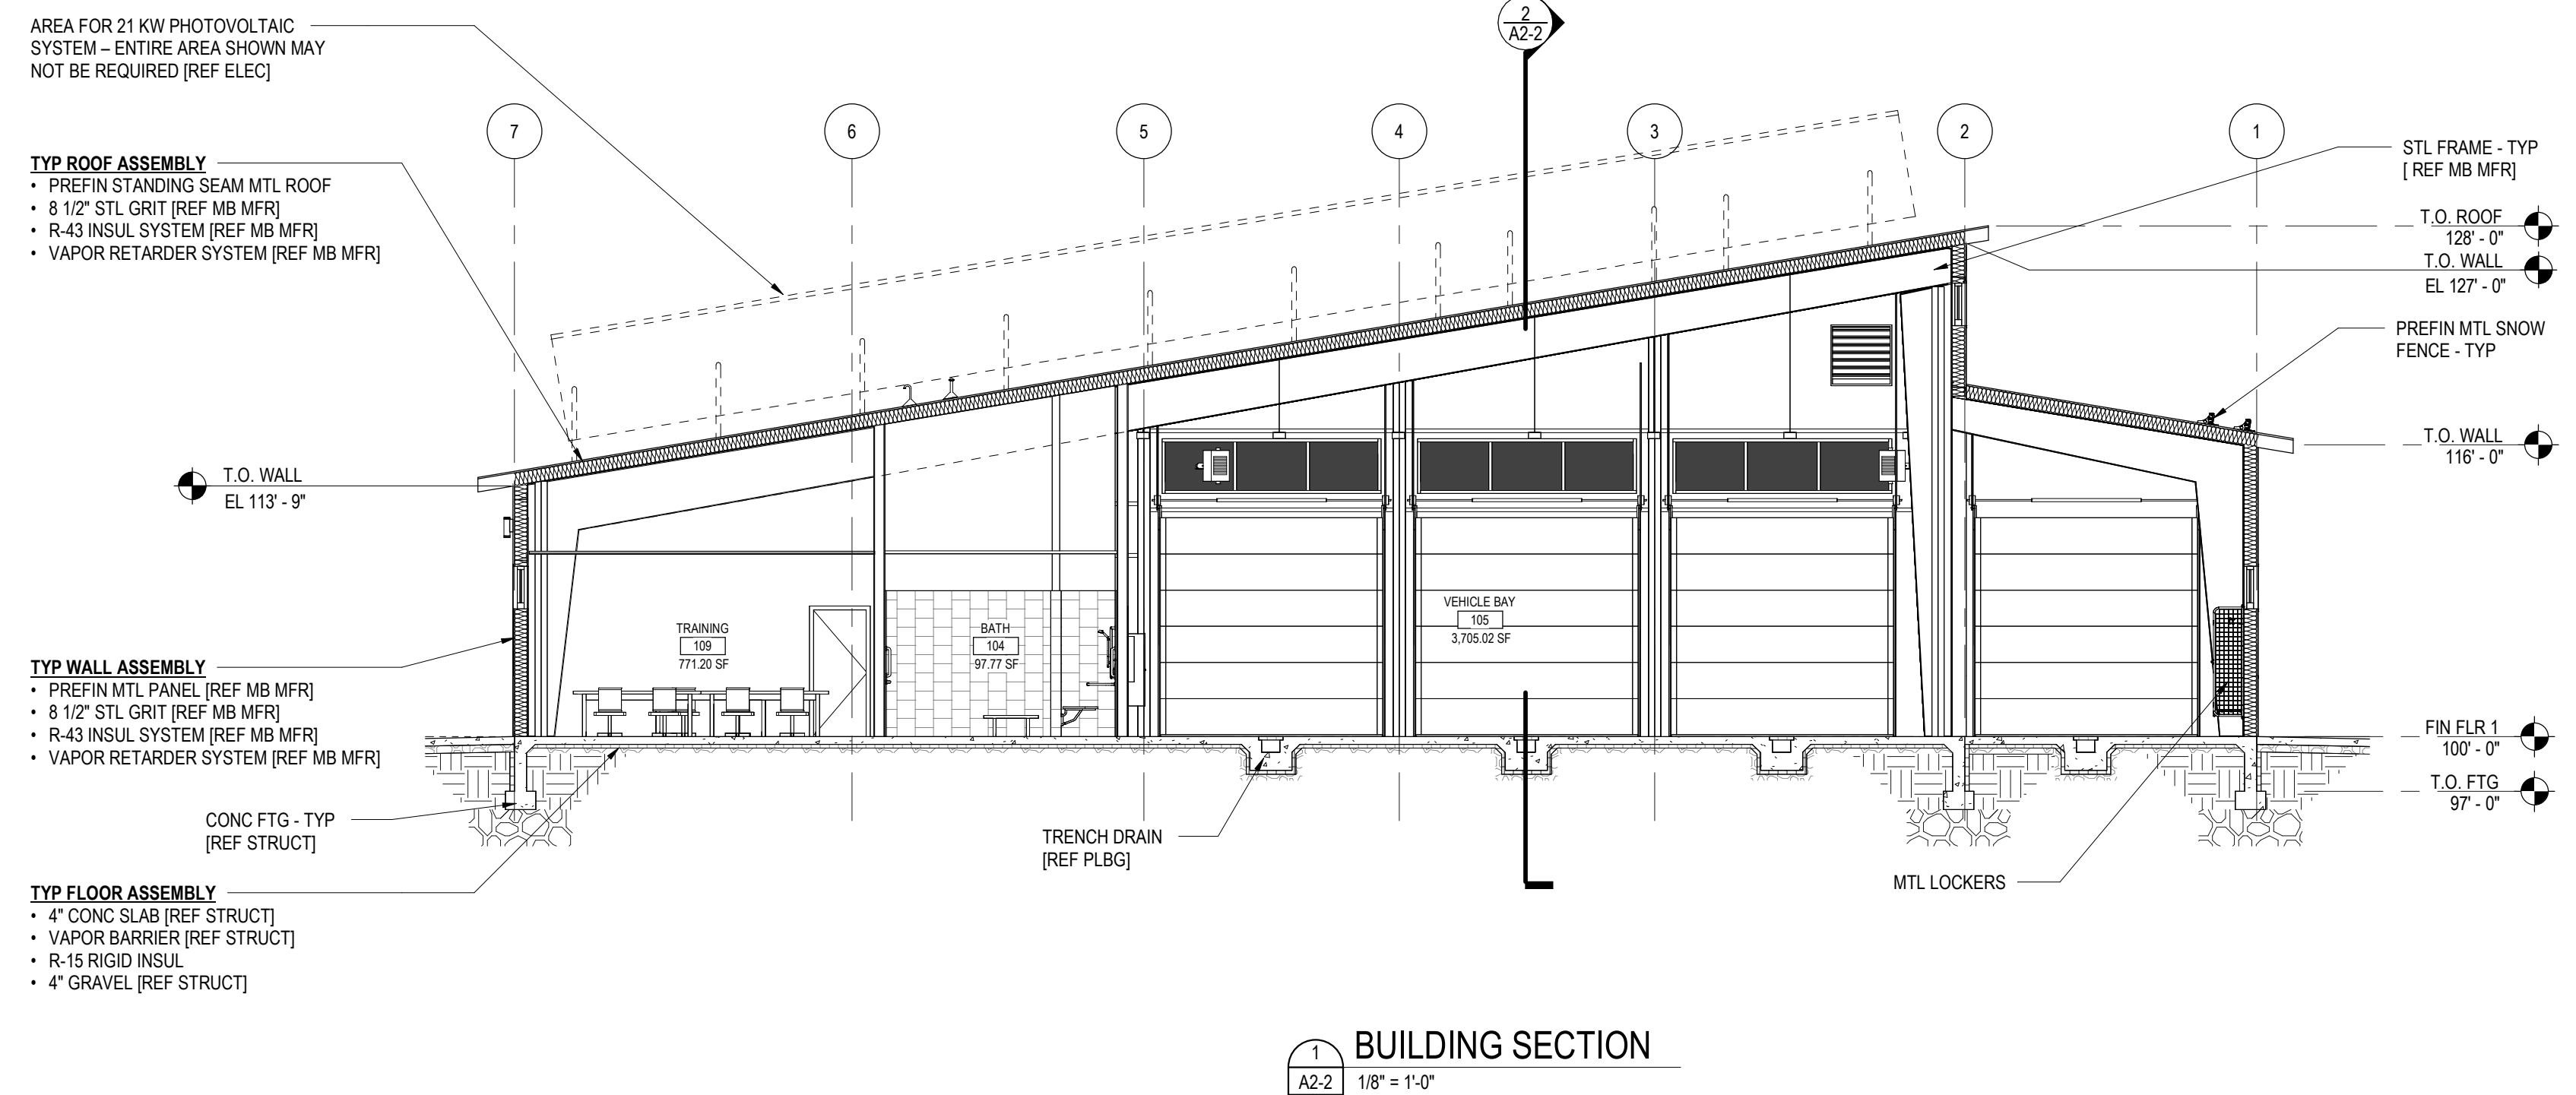 AREA FOR 21 KW PHOTOVOLTAIC
SYSTEM – ENTIRE AREA SHOWN MAY
NOT BE REQUIRED [REF ELEC]
2
A2-2
7
6
5
4
3
2
1
TYP ROOF ASSEMBLY
• PREFIN STANDING SEAM MTL ROOF
• 8 1/2" STL GRIT [REF MB MFR]
• R-43 INSUL SYSTEM [REF MB MFR]
• VAPOR RETARDER SYSTEM [REF MB MFR]
STL FRAME - TYP
[ REF MB MFR]
T.O. ROOF
128' - 0"
T.O. WALL
EL 127' - 0"
PREFIN MTL SNOW
FENCE - TYP
T.O. WALL
116' - 0"
T.O. WALL
EL 113' - 9"
TRAINING
109
771.20 SF
BATH
104
97.77 SF
VEHICLE BAY
105
3,705.02 SF
TYP WALL ASSEMBLY
• PREFIN MTL PANEL [REF MB MFR]
• 8 1/2" STL GRIT [REF MB MFR]
• R-43 INSUL SYSTEM [REF MB MFR]
• VAPOR RETARDER SYSTEM [REF MB MFR]
FIN FLR 1
100' - 0"
T.O. FTG
97' - 0"
CONC FTG - TYP
[REF STRUCT]
TRENCH DRAIN
[REF PLBG]
MTL LOCKERS
TYP FLOOR ASSEMBLY
• 4" CONC SLAB [REF STRUCT]
• VAPOR BARRIER [REF STRUCT]
• R-15 RIGID INSUL
• 4" GRAVEL [REF STRUCT]
1
A2-2
BUILDING SECTION
1/8" = 1'-0"